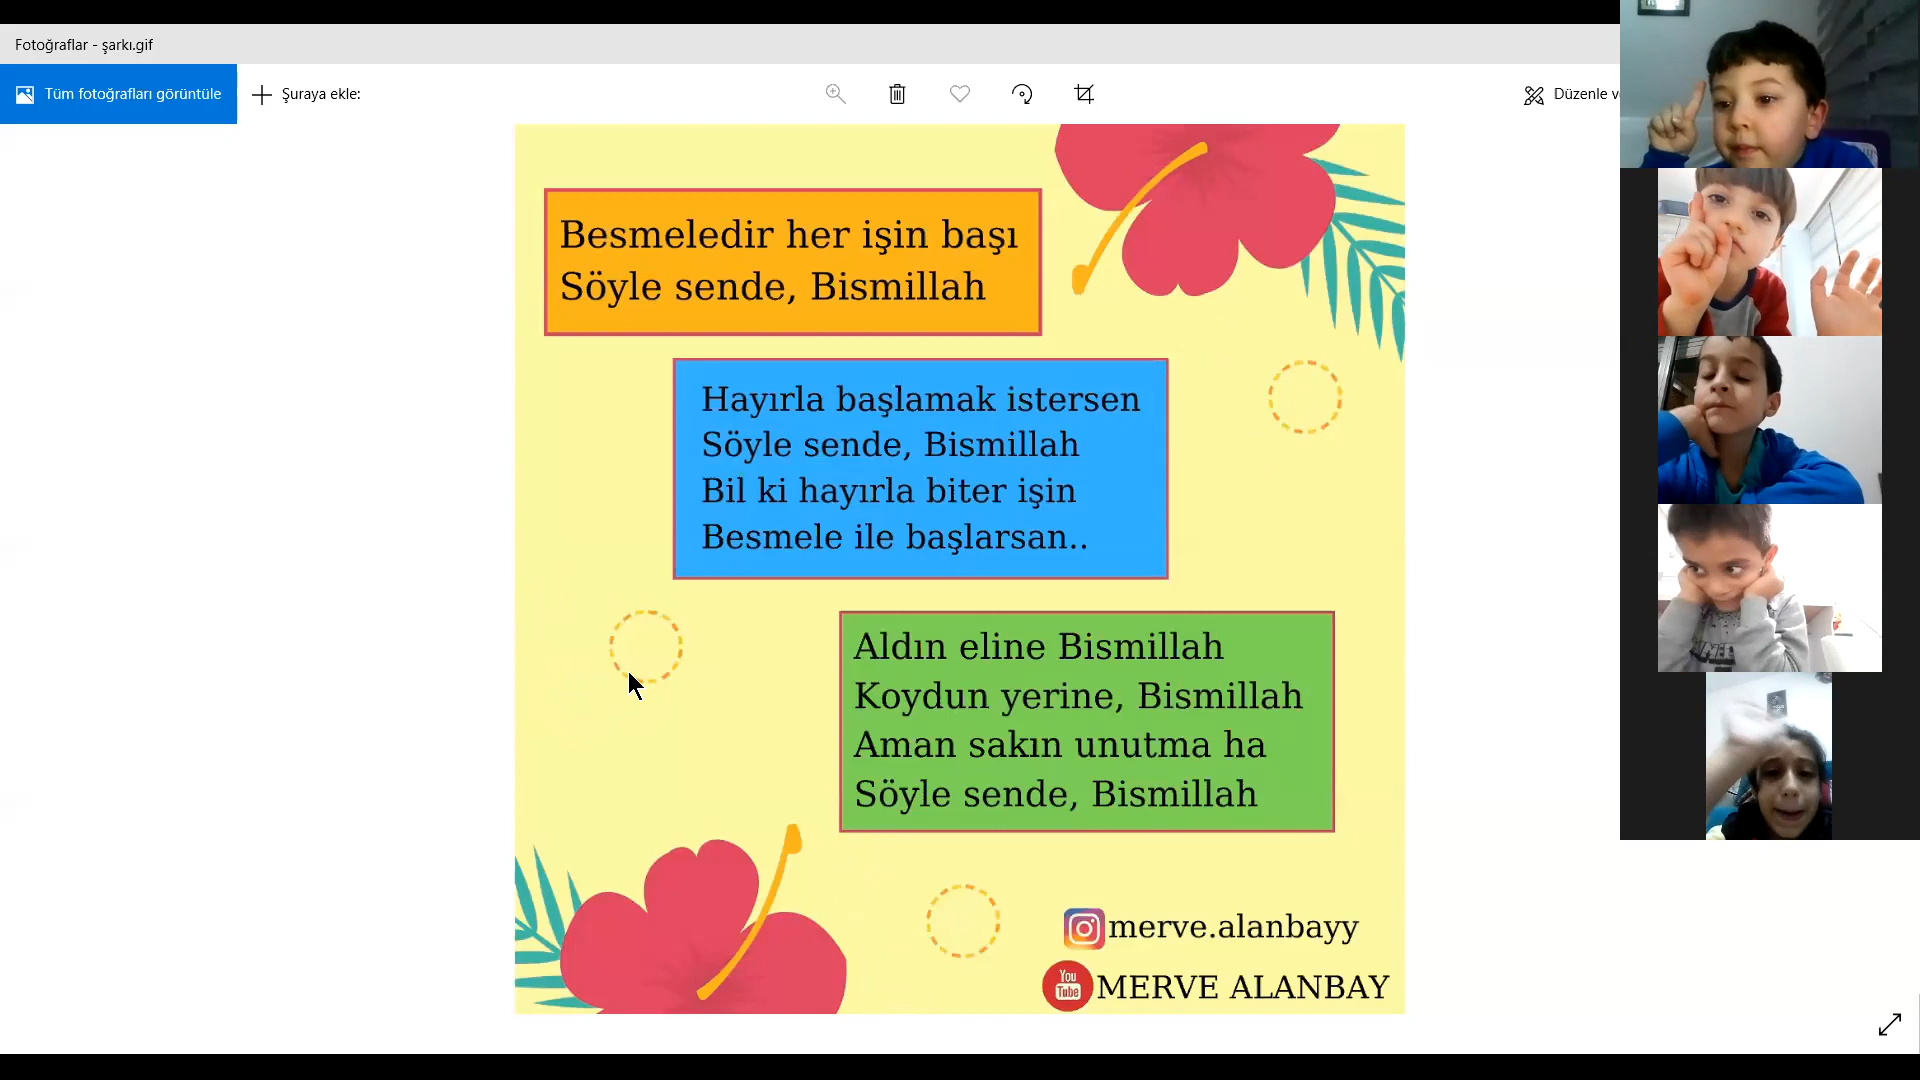 Fotoğraflar - şarkı.gif
Tüm fotoğrafları görüntüle
Şuraya ekle:
Düzenle v
Besmeledir her işin başı
Söyle sende, Bismillah
Hayırla başlamak istersen
Söyle sende, Bismillah
Bil ki hayırla biter işin
Besmele ile başlarsan..
Aldın eline Bismillah
Koydun yerine, Bismillah
Aman sakın unutma ha
Söyle sende, Bismillah
merve.alanbayy
You
Tube
MERVE ALANBAY